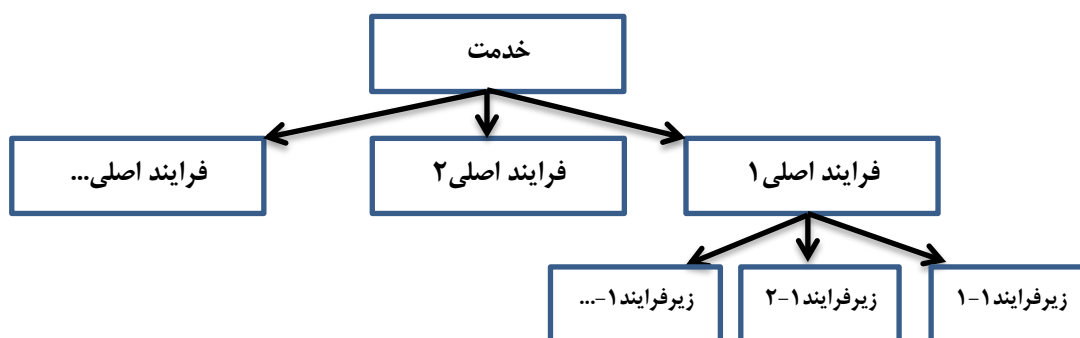 خدمت
فرایند اصلی۱
فرایند اصلی۲
فرایند اصلی...
زیرفرایند۱-۱
زیرفرایند۱-۲
زیرفرایند۱-...